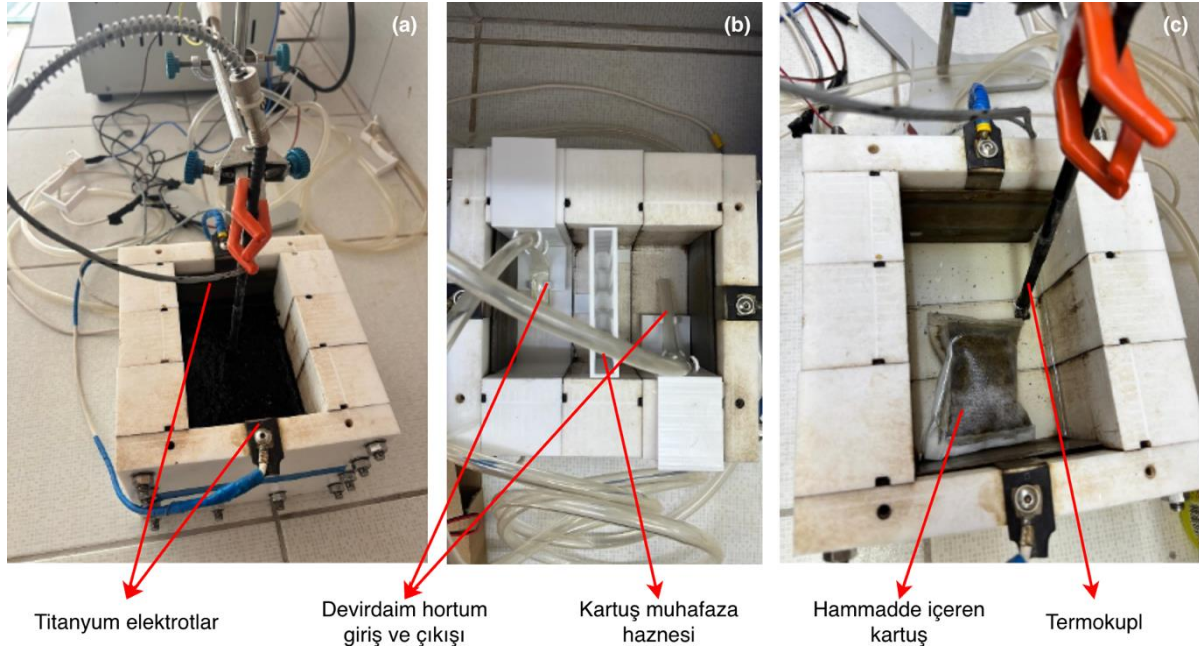 (a)
(b)
(c)
Titanyum elektrotlar
Devirdaim hortum
giriş ve çıkışı
Kartuş muhafaza
haznesi
Hammadde içeren
kartuş
Termokupl